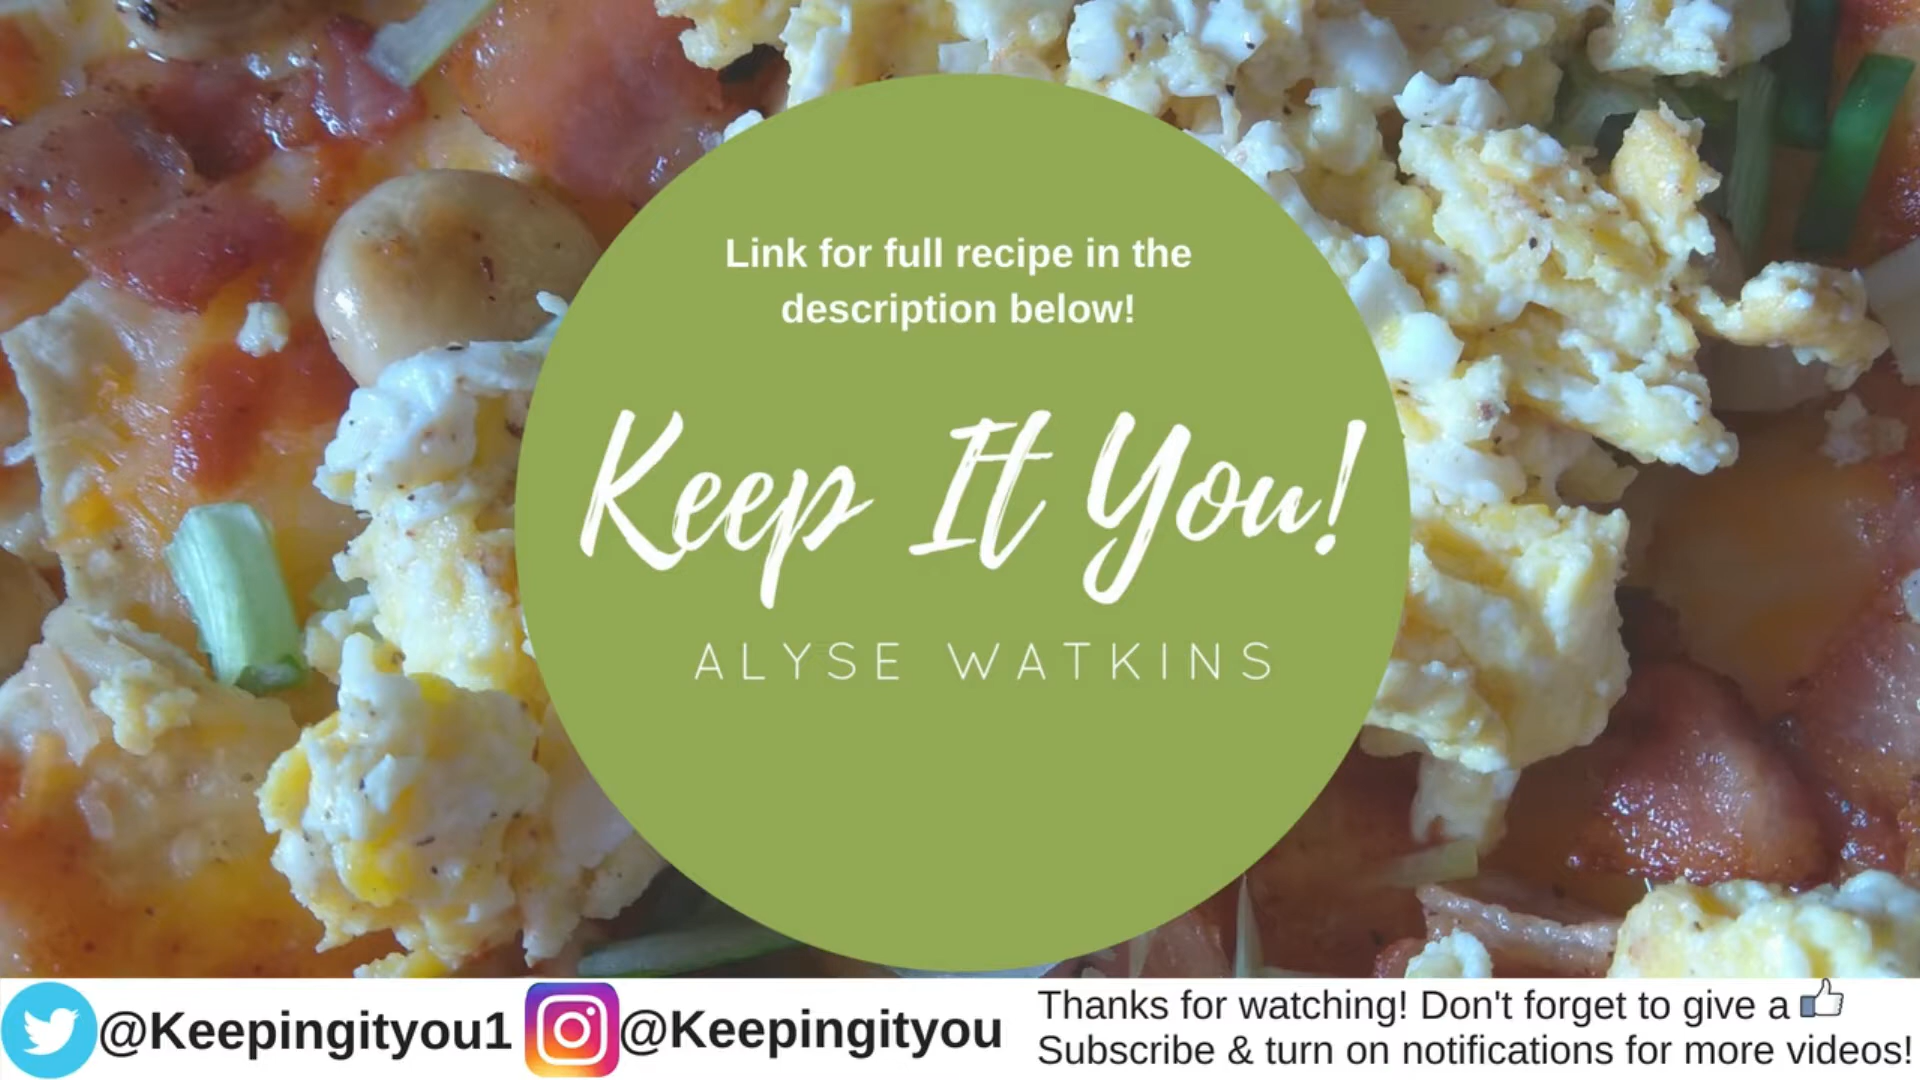 Link for full recipe in the
description below!
Keep It You!
ALYSE WATKINS
@Keepingityou1
@Keepingityou
Thanks for watching! Don't forget to give a
Subscribe & turn on notifications for more videos!